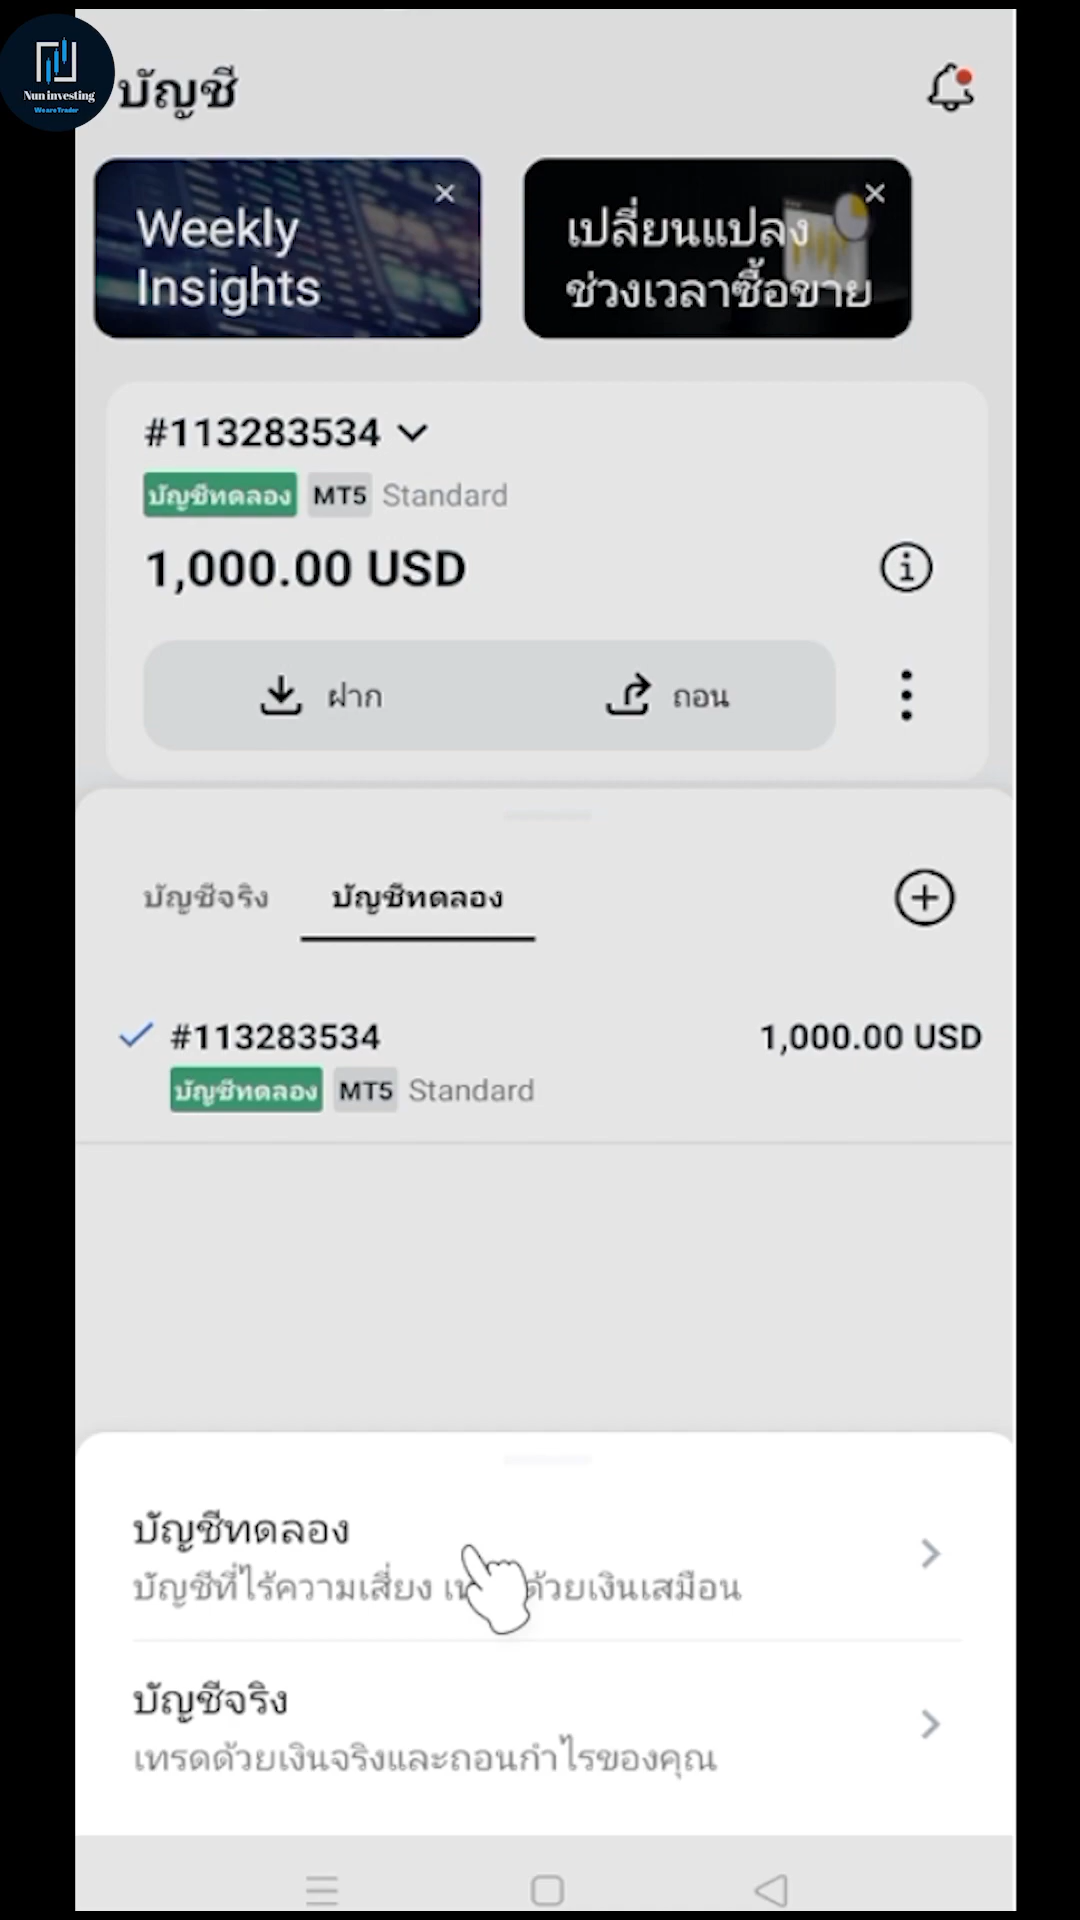 Nun investing
We are Trader
บัญชี
Weekly
Insights
เปลี่ยนแปลง
ช่วงเวลาซื้อขาย
#113283534
บัญชีทดลอง MT5 Standard
1,000.00 USD
ฝาก ถอน
บัญชีจริง บัญชีทดลอง
#113283534 1,000.00 USD
บัญชีทดลอง MT5 Standard
บัญชีทดลอง
บัญชีที่ไร้ความเสี่ยง ด้วยเงินเสมือน
บัญชีจริง
เทรดด้วยเงินจริงและถอนกำไรของคุณ